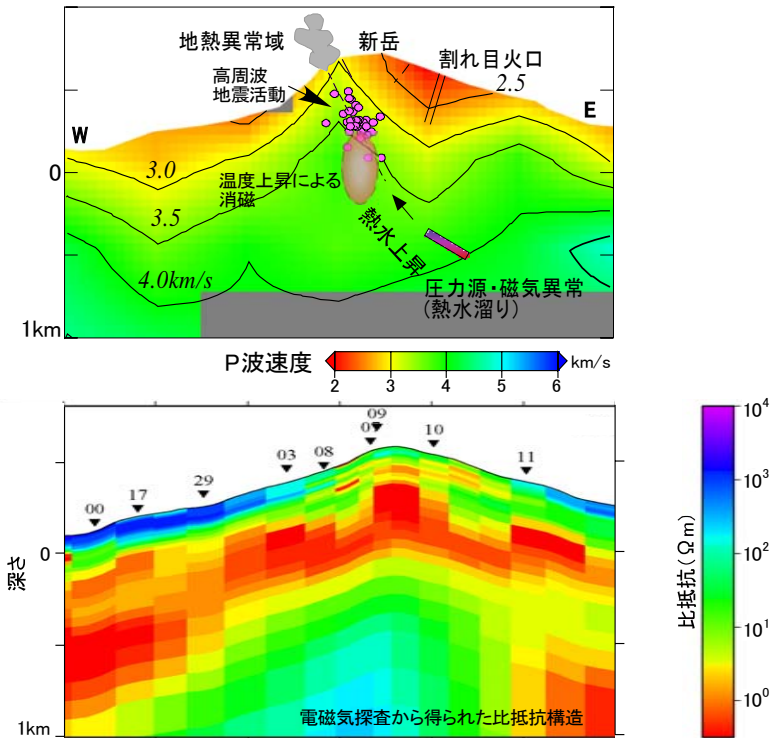 地熱異常域
新岳
割れ目火口
2.5
高周波
地震活動
W
E
3.0
0
温度上昇による
消磁
3.5
熱水上昇
4.0km/s
圧力源・磁気異常
(熱水溜り)
1km
P波速度
2
3
4
5
6
km/s
09
07
10
08
03
11
29
17
00
0
深さ
1km
電磁気探査から得られた比抵抗構造
10⁴
10³
10²
10¹
10⁰
比抵抗(Ωm)